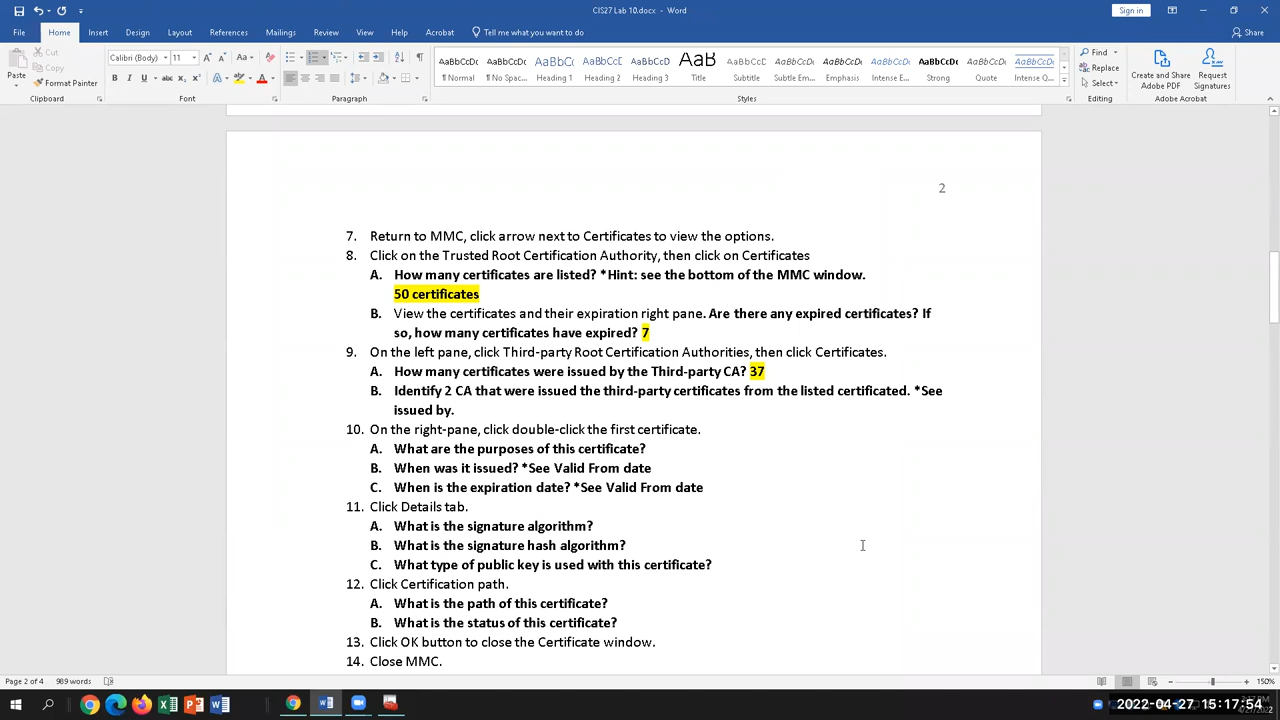 CIS27 Lab 10.docx - Word
Sign in
File Home Insert Design Layout References Mailings Review View Help Acrobat Tell me what you want to do
Share
Paste
Cut
Copy
Format Painter
Clipboard
Calibri (Body) 11
Font
Paragraph
AaBbCcDc AaBbCcDc AaBbC( AaBbCcC AaBbCcD AaB AaBbCcD AaBbCcDc AaBbCcDc AaBbCcDc AaBbCcDc AaBbCcDc AaBbCcDc
¶ Normal ¶ No Spac... Heading 1 Heading 2 Heading 3 Title Subtitle Subtle Em... Emphasis Intense E... Strong Quote Intense Q...
Styles
Find
Replace
Select
Editing
Create and Share
Adobe PDF
Request
Signatures
Adobe Acrobat
2
7. Return to MMC, click arrow next to Certificates to view the options.
8. Click on the Trusted Root Certification Authority, then click on Certificates
A. How many certificates are listed? *Hint: see the bottom of the MMC window.
50 certificates
B. View the certificates and their expiration right pane. Are there any expired certificates? If
so, how many certificates have expired? 7
9. On the left pane, click Third-party Root Certification Authorities, then click Certificates.
A. How many certificates were issued by the Third-party CA? 37
B. Identify 2 CA that were issued the third-party certificates from the listed certificated. *See
issued by.
10. On the right-pane, click double-click the first certificate.
A. What are the purposes of this certificate?
B. When was it issued? *See Valid From date
C. When is the expiration date? *See Valid From date
11. Click Details tab.
A. What is the signature algorithm?
B. What is the signature hash algorithm?
C. What type of public key is used with this certificate?
12. Click Certification path.
A. What is the path of this certificate?
B. What is the status of this certificate?
13. Click OK button to close the Certificate window.
14. Close MMC.
Page 2 of 4 989 words
150%
2022-04-27 15:17:54